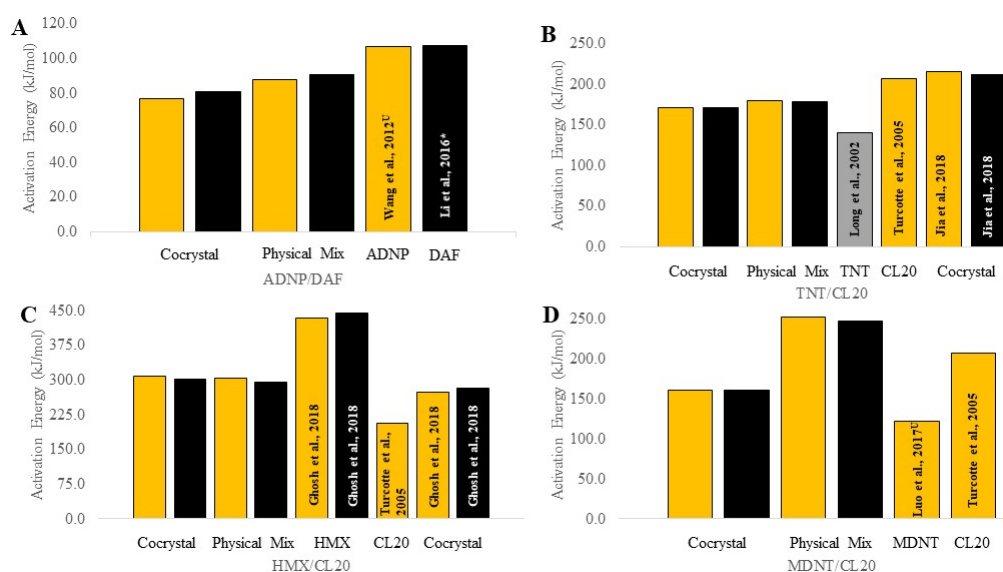 A
Activation Energy (kJ/mol)
120.0
100.0
80.0
60.0
40.0
20.0
0.0
Wang et al., 2012ᵁ
Li et al., 2016*
Cocrystal Physical Mix ADNP DAF
ADNP/DAF
B
Activation Energy (kJ/mol)
250.0
200.0
150.0
100.0
50.0
0.0
Long et al., 2002
Turcotte et al., 2005
Jia et al., 2018
Jia et al., 2018
Cocrystal Physical Mix TNT CL20 Cocrystal
TNT/CL20
C
Activation Energy (kJ/mol)
450.0
375.0
300.0
225.0
150.0
75.0
0.0
Ghosh et al., 2018
Ghosh et al., 2018
Turcotte et al.,
2005
Ghosh et al., 2018
Ghosh et al., 2018
Cocrystal Physical Mix HMX CL20 Cocrystal
HMX/CL20
D
Activation Energy (kJ/mol)
250.0
200.0
150.0
100.0
50.0
0.0
Luo et al., 2017ᵁ
Turcotte et al., 2005
Cocrystal Physical Mix MDNT CL20
MDNT/CL20